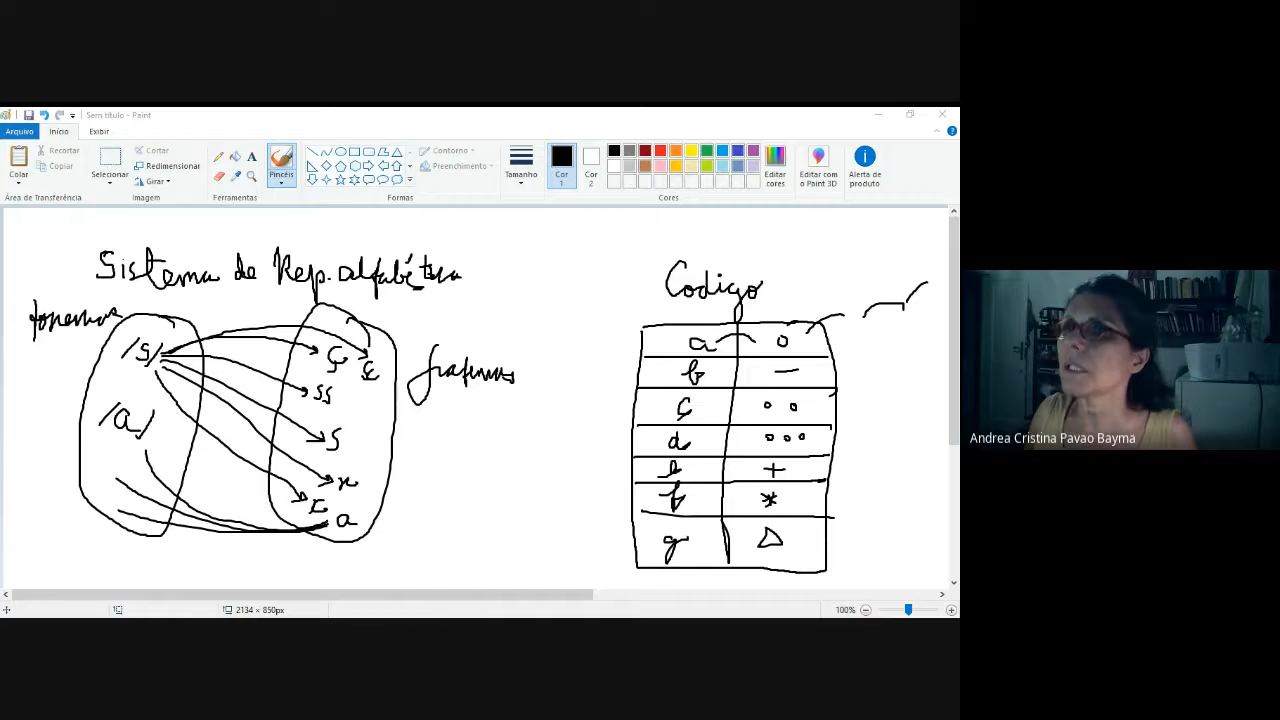 Sem título - Paint
Arquivo Início Exibir
Colar
Recortar
Copiar
Área de Transferência
Selecionar
Redimensionar
Girar
Imagem
A
Ferramentas
Pincéis
Contorno
Preenchimento
Formas
Tamanho
Cor 1
Cor 2
Editar cores
Cores
Editar com o Paint 3D
Alerta de produto
Sistema de Rep. alfabética
fonemas
/s/
/a/
ç
ss
s
x
c
a
grafemas
Codigo
a o
b —
ç o o
d o o o
e +
f *
g △
2134 × 850px
100%
Andrea Cristina Pavao Bayma